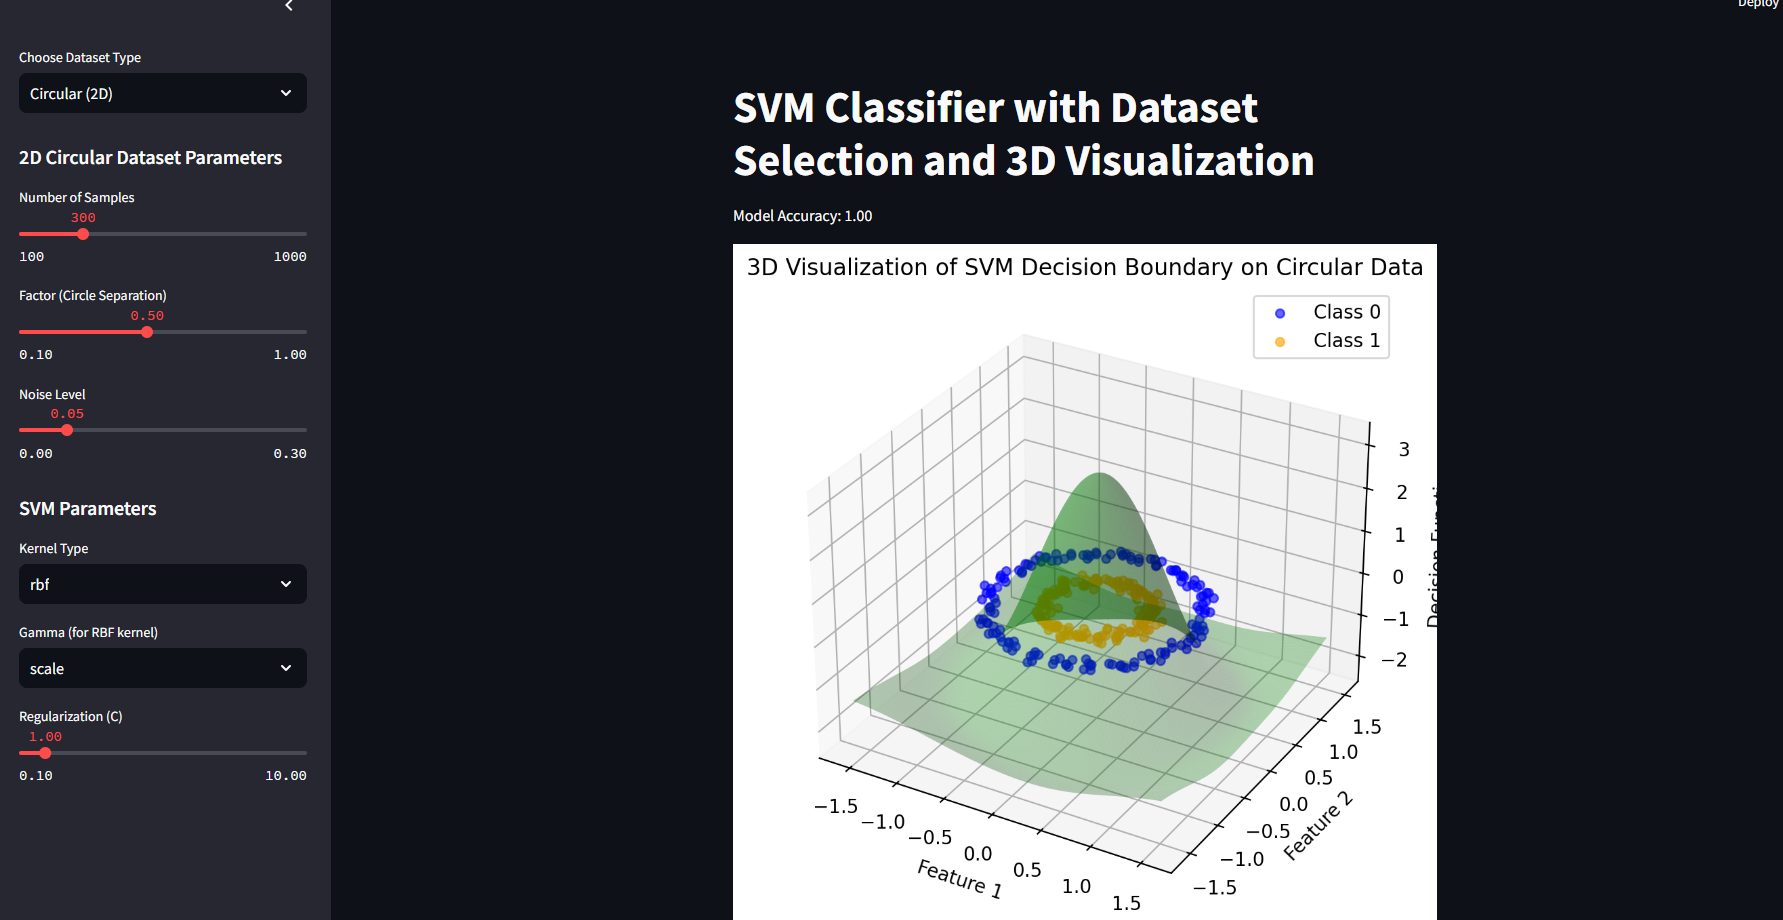 Deploy
Choose Dataset Type
Circular (2D)
2D Circular Dataset Parameters
Number of Samples
300
100 1000
Factor (Circle Separation)
0.50
0.10 1.00
Noise Level
0.05
0.00 0.30
SVM Parameters
Kernel Type
rbf
Gamma (for RBF kernel)
scale
Regularization (C)
1.00
0.10 10.00
SVM Classifier with Dataset
Selection and 3D Visualization
Model Accuracy: 1.00
3D Visualization of SVM Decision Boundary on Circular Data
Class 0
Class 1
3
2
1
0
−1
−2
Decision
1.5
1.0
0.5
0.0
−0.5
−1.0
−1.5
Feature 2
−1.5
−1.0
−0.5
0.0
0.5
1.0
1.5
Feature 1